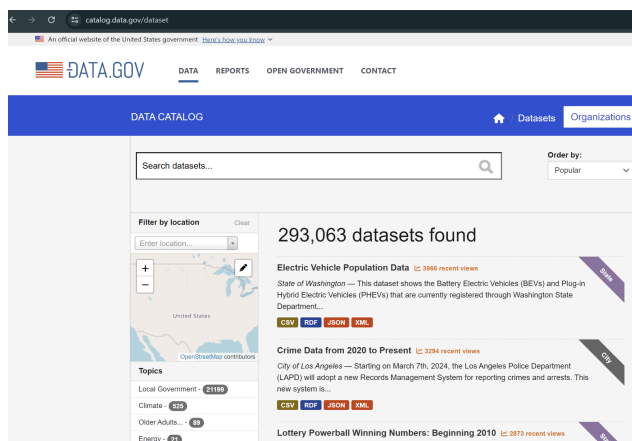 catalog.data.gov/dataset
An official website of the United States government Here's how you know
DATA.GOV
DATA REPORTS OPEN GOVERNMENT CONTACT
DATA CATALOG
/ Datasets Organizations
Search datasets...
Order by:
Popular
Filter by location Clear
Enter location...
+
−
United States
OpenStreetMap contributors
Topics
Local Government - 21199
Climate - 525
Older Adults... - 89
Energy - 21
293,063 datasets found
Electric Vehicle Population Data 3966 recent views
State
State of Washington — This dataset shows the Battery Electric Vehicles (BEVs) and Plug-in
Hybrid Electric Vehicles (PHEVs) that are currently registered through Washington State
Department...
CSV RDF JSON XML
Crime Data from 2020 to Present 3294 recent views
City
City of Los Angeles — Starting on March 7th, 2024, the Los Angeles Police Department
(LAPD) will adopt a new Records Management System for reporting crimes and arrests. This
new system is...
CSV RDF JSON XML
Lottery Powerball Winning Numbers: Beginning 2010 2873 recent views